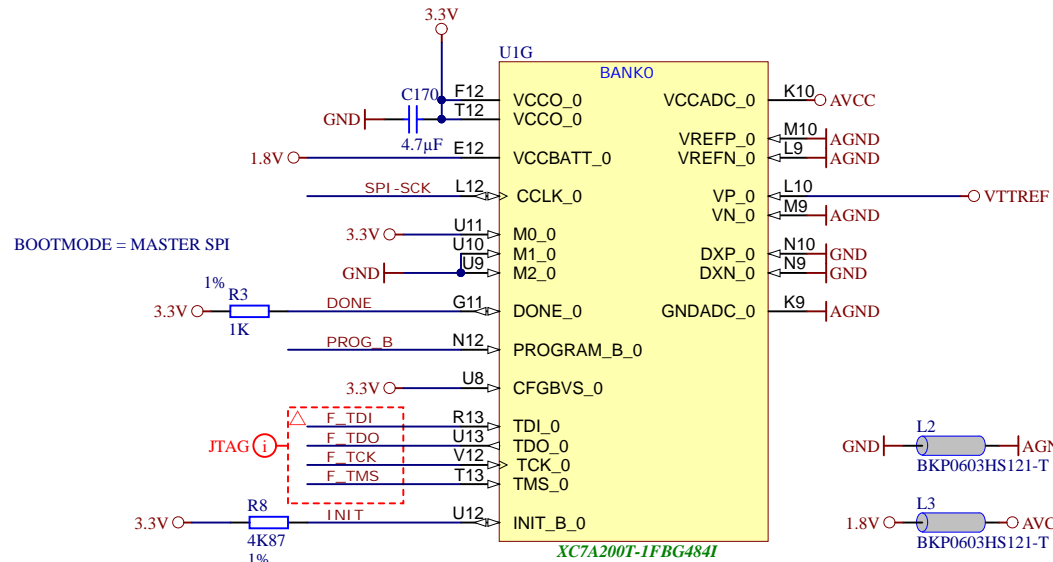 3.3V
U1G
BANK0
C170
GND
4.7µF
F12 VCCO_0
T12 VCCO_0
1.8V E12 VCCBATT_0
SPI-SCK L12 CCLK_0
3.3V U11 M0_0
BOOTMODE = MASTER SPI
U10 M1_0
GND U9 M2_0
1%
R3
3.3V DONE G11 DONE_0
1K
PROG_B N12 PROGRAM_B_0
3.3V U8 CFGBVS_0
JTAG i
F_TDI R13 TDI_0
F_TDO U13 TDO_0
F_TCK V12 TCK_0
F_TMS T13 TMS_0
R8
3.3V INIT U12 INIT_B_0
4K87
1%
VCCADC_0 K10 AVCC
VREFP_0 M10 AGND
VREFN_0 L9 AGND
VP_0 L10 VTTREF
VN_0 M9 AGND
DXP_0 N10 GND
DXN_0 N9 GND
GNDADC_0 K9 AGND
XC7A200T-1FBG484I
L2
GND AGN
BKP0603HS121-T
L3
1.8V AVC
BKP0603HS121-T